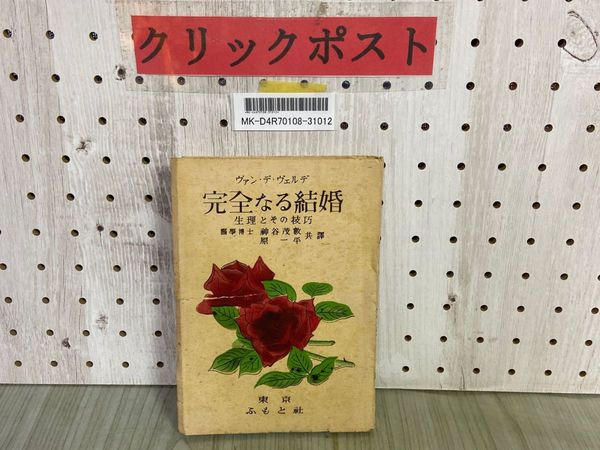 クリックポスト
MK-D4R70108-31012
ヴァン・デ・ヴェルデ
完全なる結婚
生理とその技巧
醫學博士 神谷茂數
原一平 共譯
東京
ふもと社